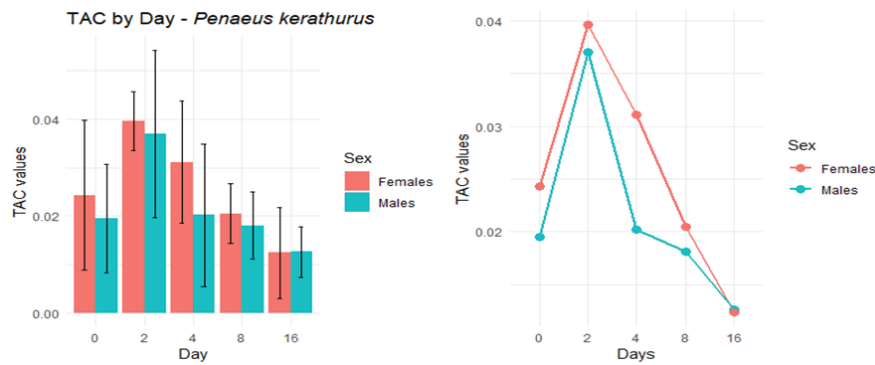 TAC by Day - Penaeus kerathurus
TAC values
0.04
0.02
0.00
0 2 4 8 16
Day
Sex
Females
Males
TAC values
0.04
0.03
0.02
0 2 4 8 16
Days
Sex
Females
Males